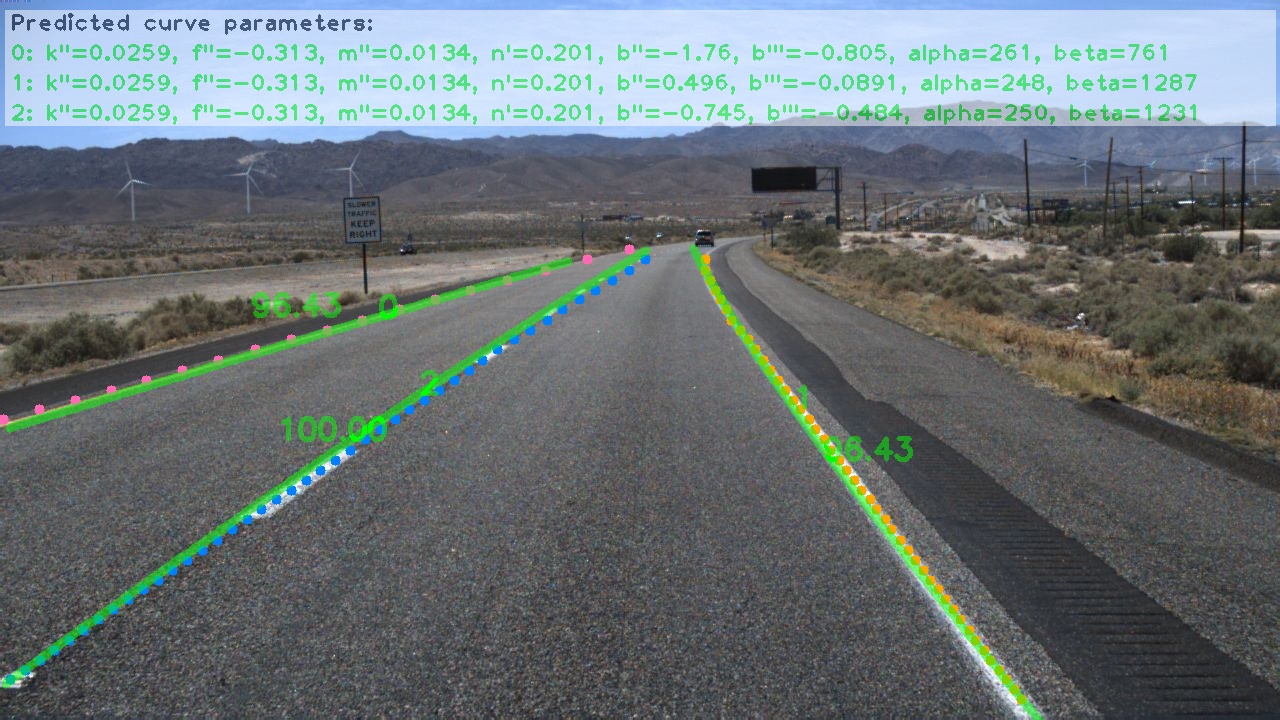 Predicted curve parameters:
0: k''=0.0259, f''=-0.313, m''=0.0134, n'=0.201, b''=-1.76, b'''=-0.805, alpha=261, beta=761
1: k''=0.0259, f''=-0.313, m''=0.0134, n'=0.201, b''=0.496, b'''=-0.0891, alpha=248, beta=1287
2: k''=0.0259, f''=-0.313, m''=0.0134, n'=0.201, b''=-0.745, b'''=-0.484, alpha=250, beta=1231
SLOWER
TRAFFIC
KEEP
RIGHT
96.43 0
2
1
100.00
96.43